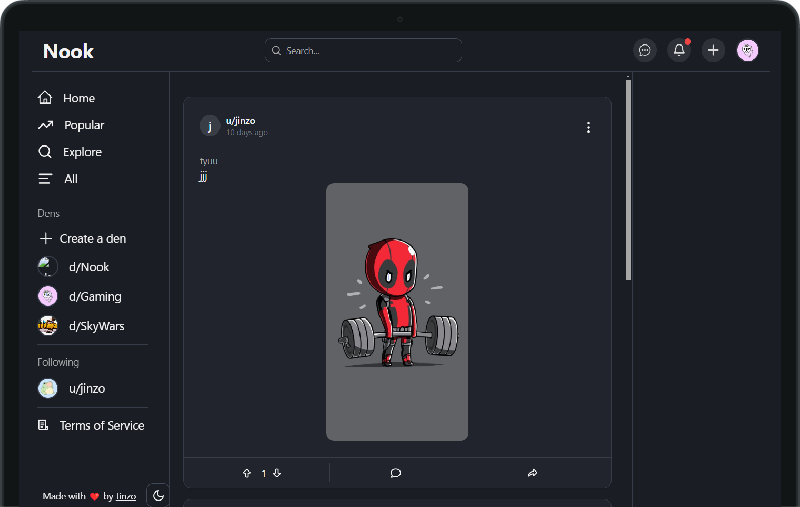 Nook
Search...
Home
Popular
Explore
All
Dens
Create a den
d/Nook
d/Gaming
d/SkyWars
Following
u/jinzo
Terms of Service
Made with ❤ by Jinzo
j
u/jinzo
10 days ago
tyuu
jjj
1